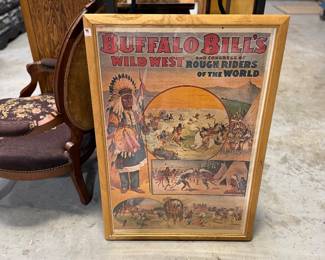 BUFFALO BILL'S
WILD WEST AND CONGRESS OF
ROUGH RIDERS
OF THE WORLD